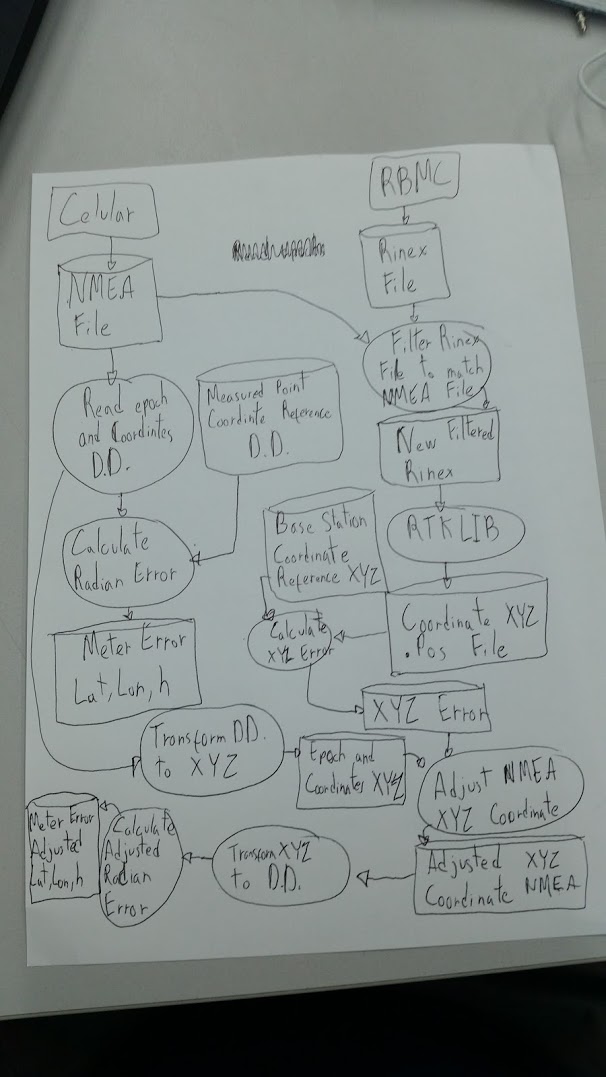 Celular
RBMC
NMEA
File
Rinex
File
Filter Rinex
File to match
NMEA File
Read epoch
and Coordintes
D.D.
Measured Point
Coordinte Reference
D.D.
New Filtered
Rinex
Calculate
Radian Error
Base Station
Coordinate
Reference XYZ
RTKLIB
Meter Error
Lat, Lon, h
Calculate
XYZ Error
Coordinate XYZ
.Pos File
XYZ Error
Transform DD.
to XYZ
Epoch and
Coordinates XYZ
Adjust NMEA
XYZ Coordinate
Meter Error
Adjusted
Lat, Lon, h
Calculate
Adjusted
Radian
Error
Transform XYZ
to D.D.
Adjusted XYZ
Coordinate NMEA